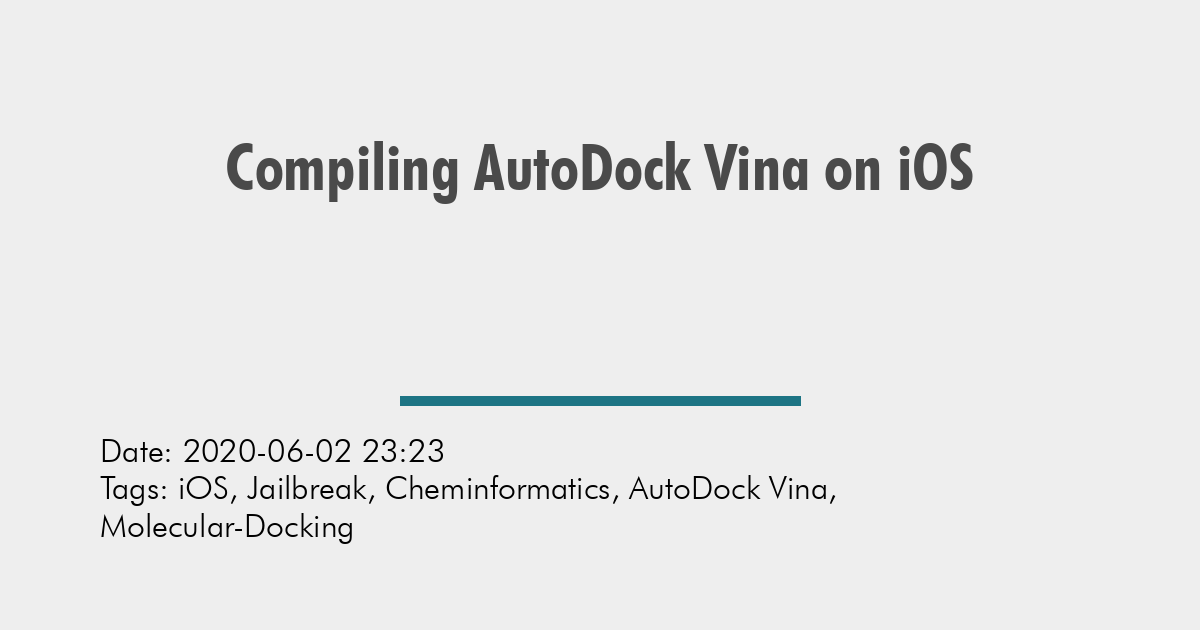 Compiling AutoDock Vina on iOS
Date: 2020-06-02 23:23
Tags: iOS, Jailbreak, Cheminformatics, AutoDock Vina,
Molecular-Docking